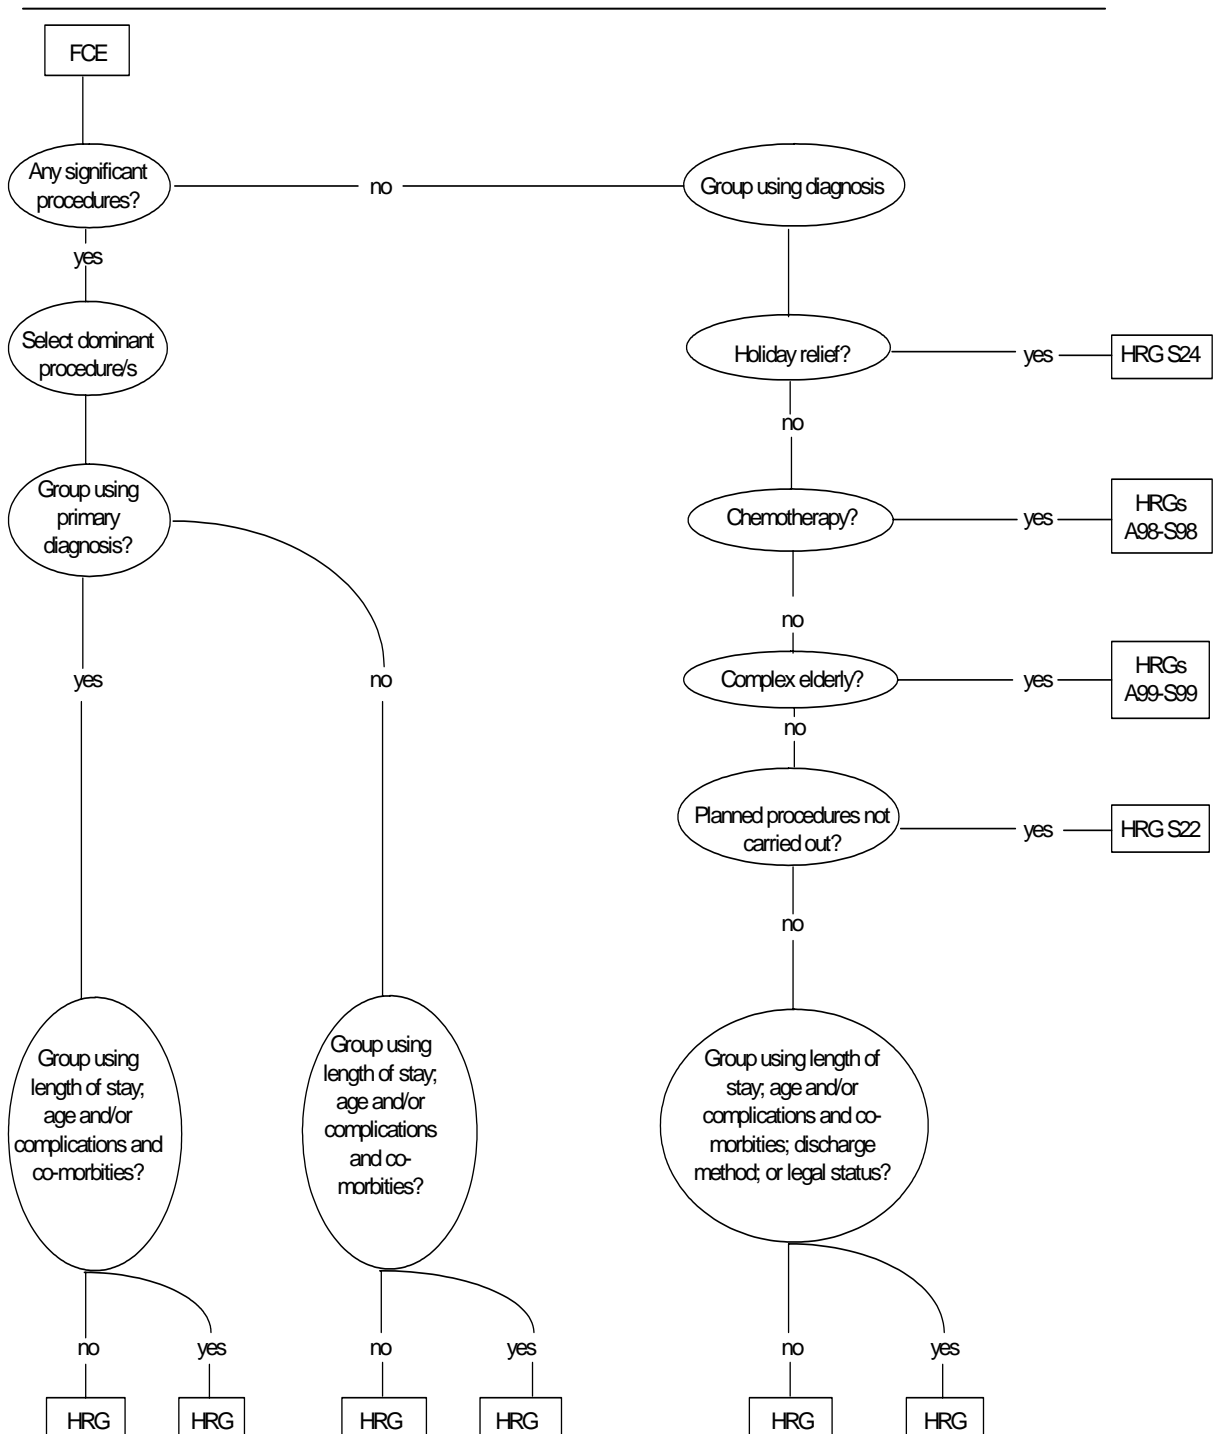 FCE
Any significant
procedures?
no
Group using diagnosis
yes
Select dominant
procedure/s
Holiday relief?
yes
HRG S24
no
Group using
primary
diagnosis?
Chemotherapy?
yes
HRGs
A98-S98
no
yes
no
Complex elderly?
yes
HRGs
A99-S99
no
Planned procedures not
carried out?
yes
HRG S22
no
Group using
length of stay;
age and/or
complications and
co-morbities?
Group using
length of stay;
age and/or
complications
and co-
morbities?
Group using length of
stay; age and/or
complications and co-
morbities; discharge
method; or legal status?
no
yes
no
yes
no
yes
HRG
HRG
HRG
HRG
HRG
HRG